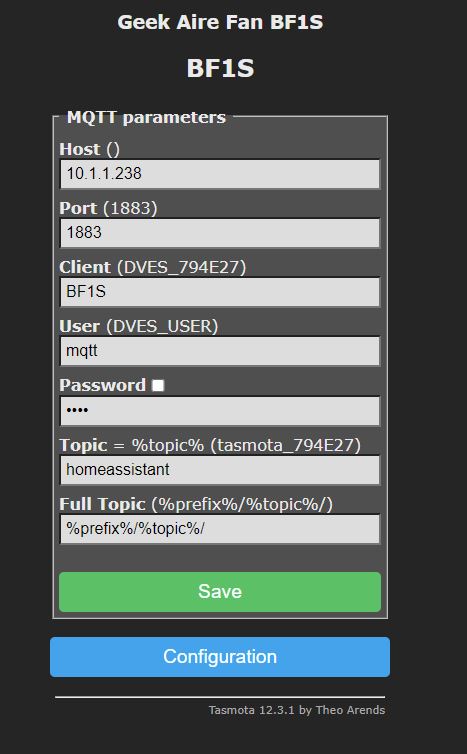 Geek Aire Fan BF1S
BF1S
MQTT parameters
Host ()
10.1.1.238
Port (1883)
1883
Client (DVES_794E27)
BF1S
User (DVES_USER)
mqtt
Password
••••
Topic = %topic% (tasmota_794E27)
homeassistant
Full Topic (%prefix%/%topic%/)
%prefix%/%topic%/
Save
Configuration
Tasmota 12.3.1 by Theo Arends